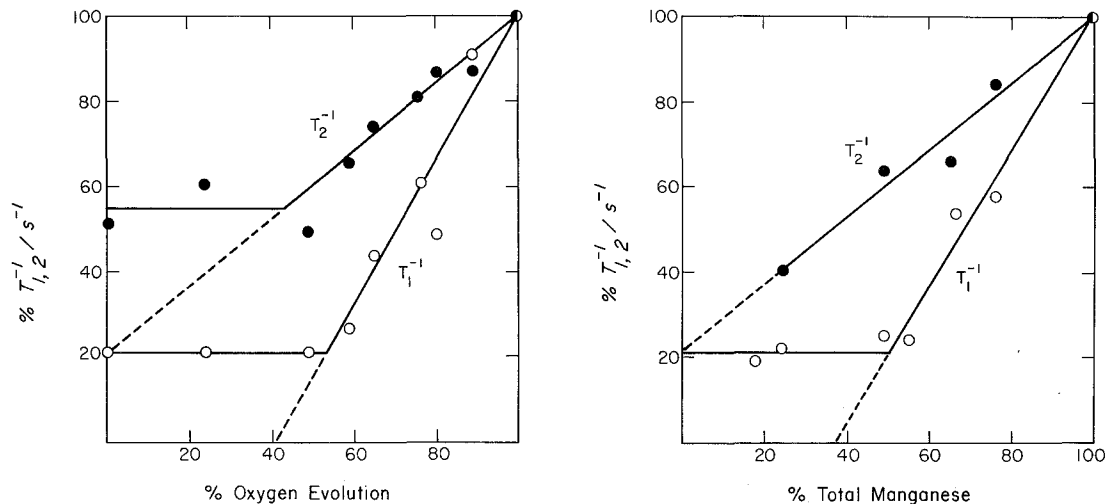 % T₁,₂⁻¹ / s⁻¹
100
80
60
40
20
T₂⁻¹
T₁⁻¹
20 40 60 80 100
% Oxygen Evolution
% T₁,₂⁻¹ / s⁻¹
100
80
60
40
20
T₂⁻¹
T₁⁻¹
20 40 60 80 100
% Total Manganese